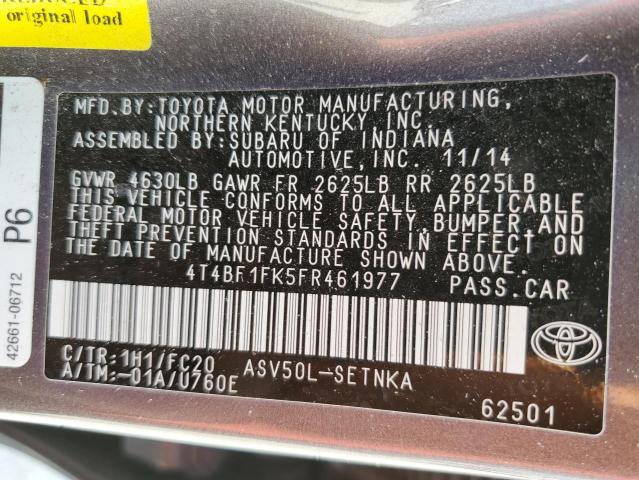 original load
P6
42661-06712
MFD.BY:TOYOTA MOTOR MANUFACTURING,
NORTHERN KENTUCKY, INC.
ASSEMBLED BY:SUBARU OF INDIANA
AUTOMOTIVE,INC. 11/14
GVWR 4630LB GAWR FR 2625LB RR 2625LB
THIS VEHICLE CONFORMS TO ALL APPLICABLE
FEDERAL MOTOR VEHICLE SAFETY,BUMPER,AND
THEFT PREVENTION STANDARDS IN EFFECT ON
THE DATE OF MANUFACTURE SHOWN ABOVE.
4T4BF1FK5FR461977 PASS.CAR
C/TR:1H1/FC20 ASV50L-SETNKA
A/TM:-01A/U760E
62501